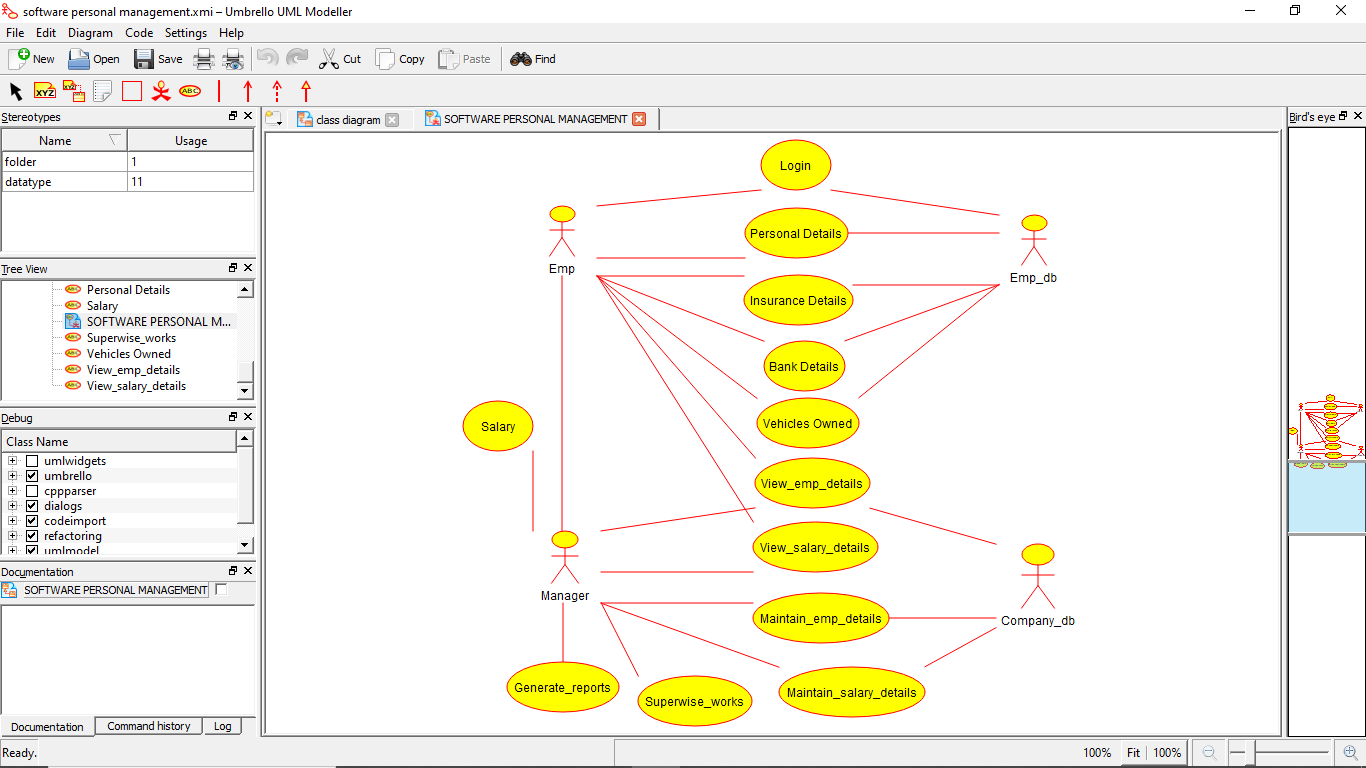 software personal management.xmi – Umbrello UML Modeller
File Edit Diagram Code Settings Help
New Open Save Cut Copy Paste Find
XYZ XYZ ABC
Stereotypes
Name Usage
folder 1
datatype 11
Tree View
Personal Details
Salary
SOFTWARE PERSONAL M...
Superwise_works
Vehicles Owned
View_emp_details
View_salary_details
Debug
Class Name
umlwidgets
umbrello
cppparser
dialogs
codeimport
refactoring
umlmodel
Documentation
SOFTWARE PERSONAL MANAGEMENT
Documentation Command history Log
class diagram SOFTWARE PERSONAL MANAGEMENT
Login
Personal Details
Emp
Emp_db
Insurance Details
Bank Details
Vehicles Owned
Salary
View_emp_details
View_salary_details
Manager
Maintain_emp_details
Company_db
Generate_reports
Superwise_works
Maintain_salary_details
Bird's eye
Ready. 100% Fit 100%